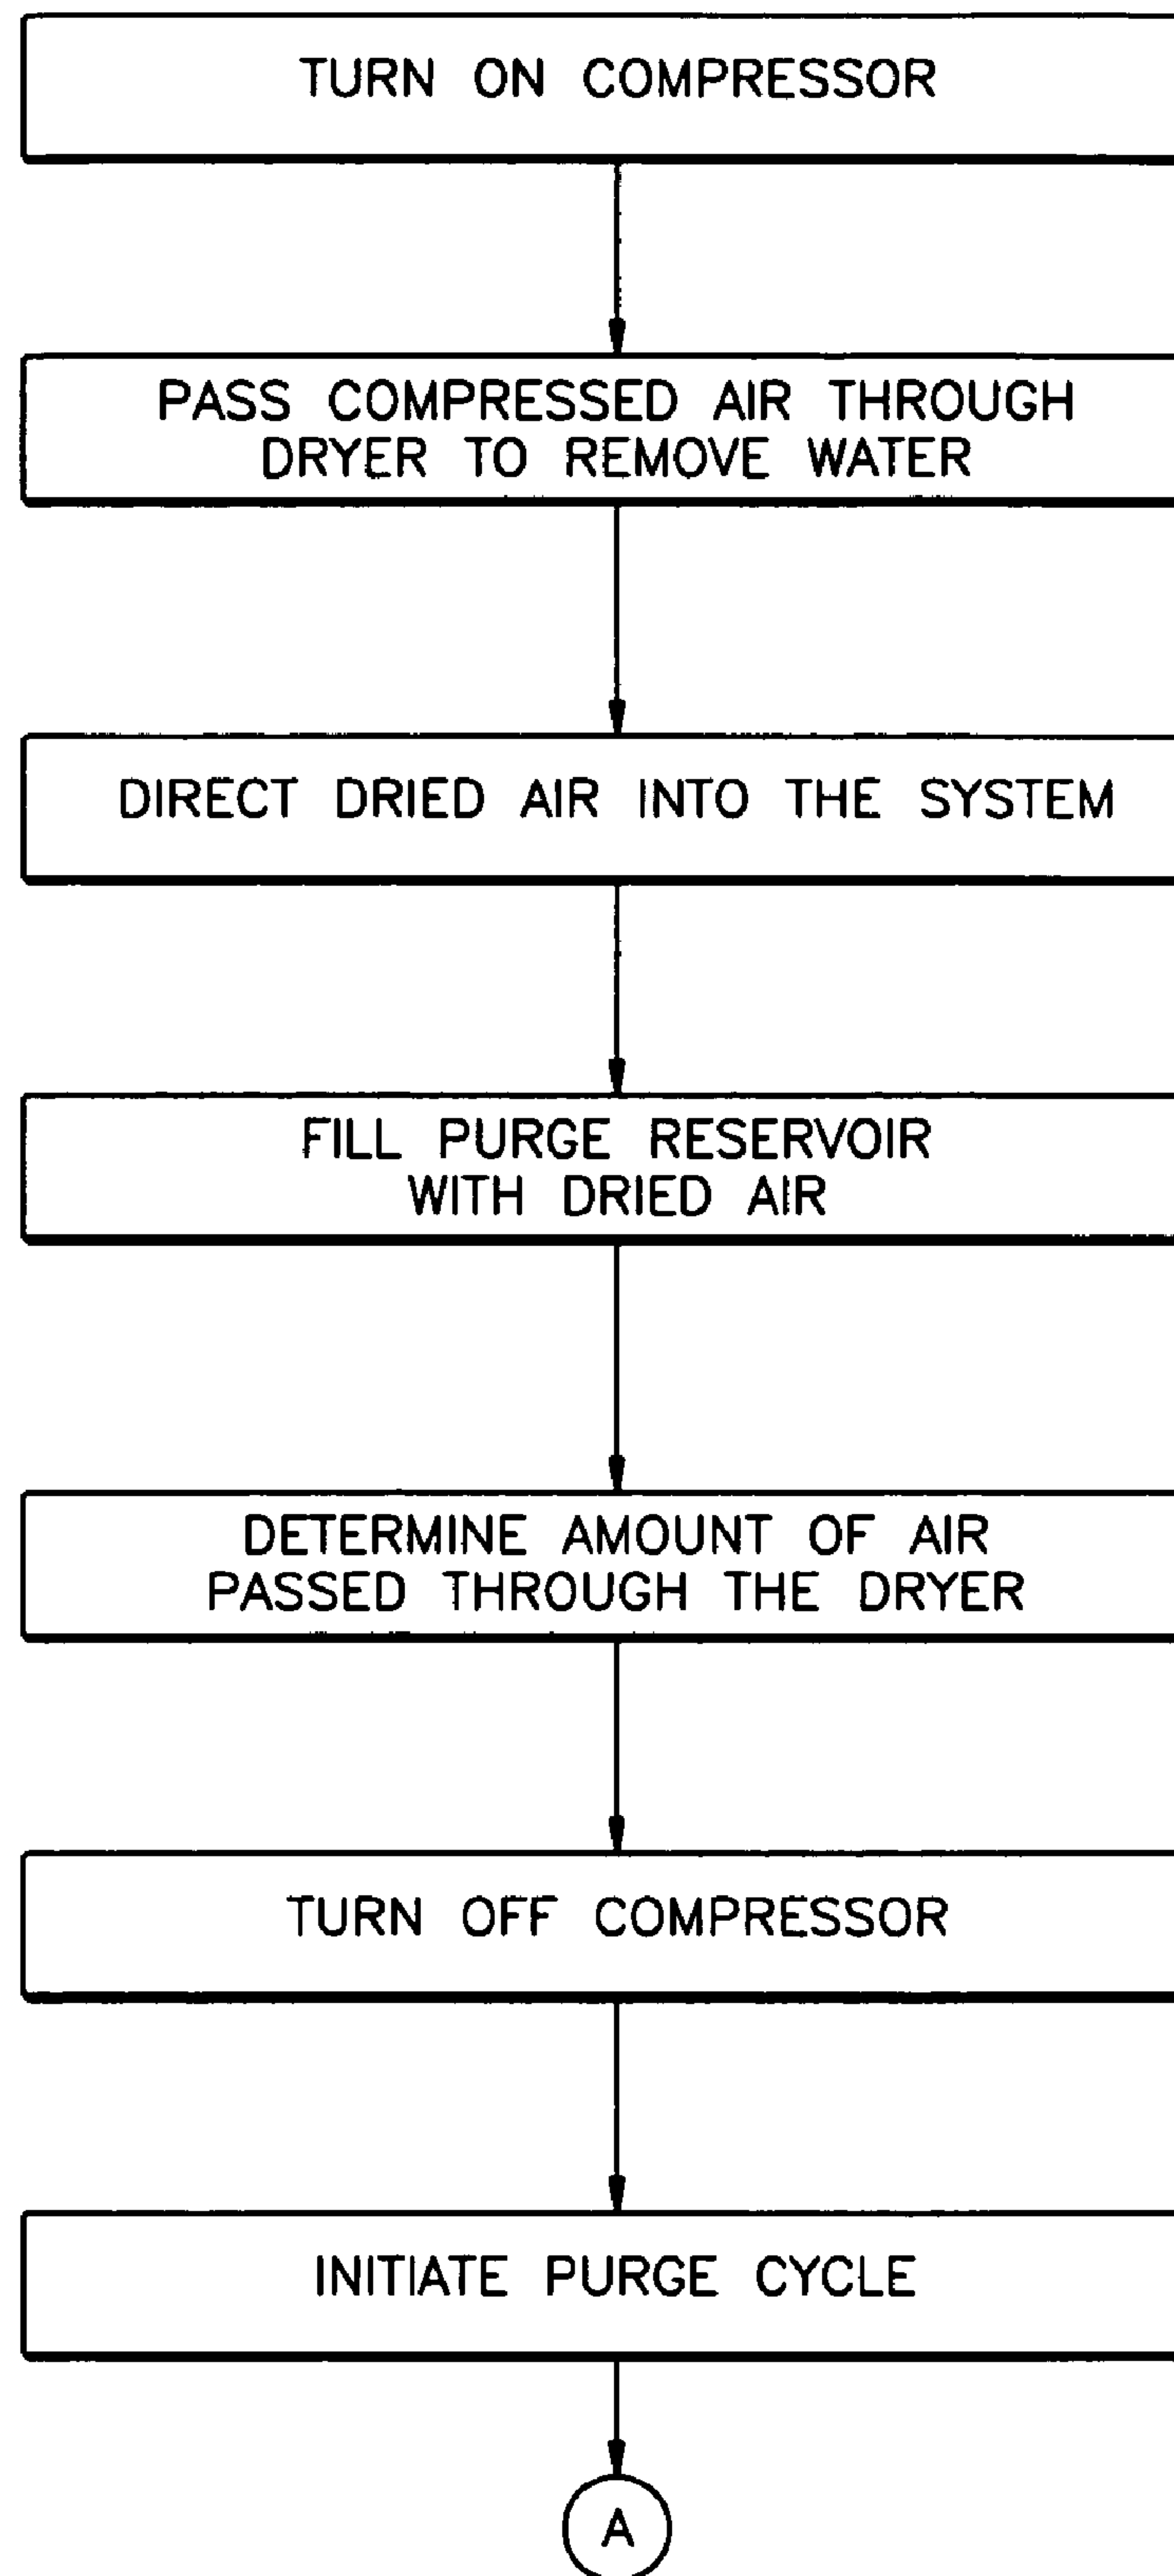 TURN ON COMPRESSOR
PASS COMPRESSED AIR THROUGH
DRYER TO REMOVE WATER
DIRECT DRIED AIR INTO THE SYSTEM
FILL PURGE RESERVOIR
WITH DRIED AIR
DETERMINE AMOUNT OF AIR
PASSED THROUGH THE DRYER
TURN OFF COMPRESSOR
INITIATE PURGE CYCLE
A